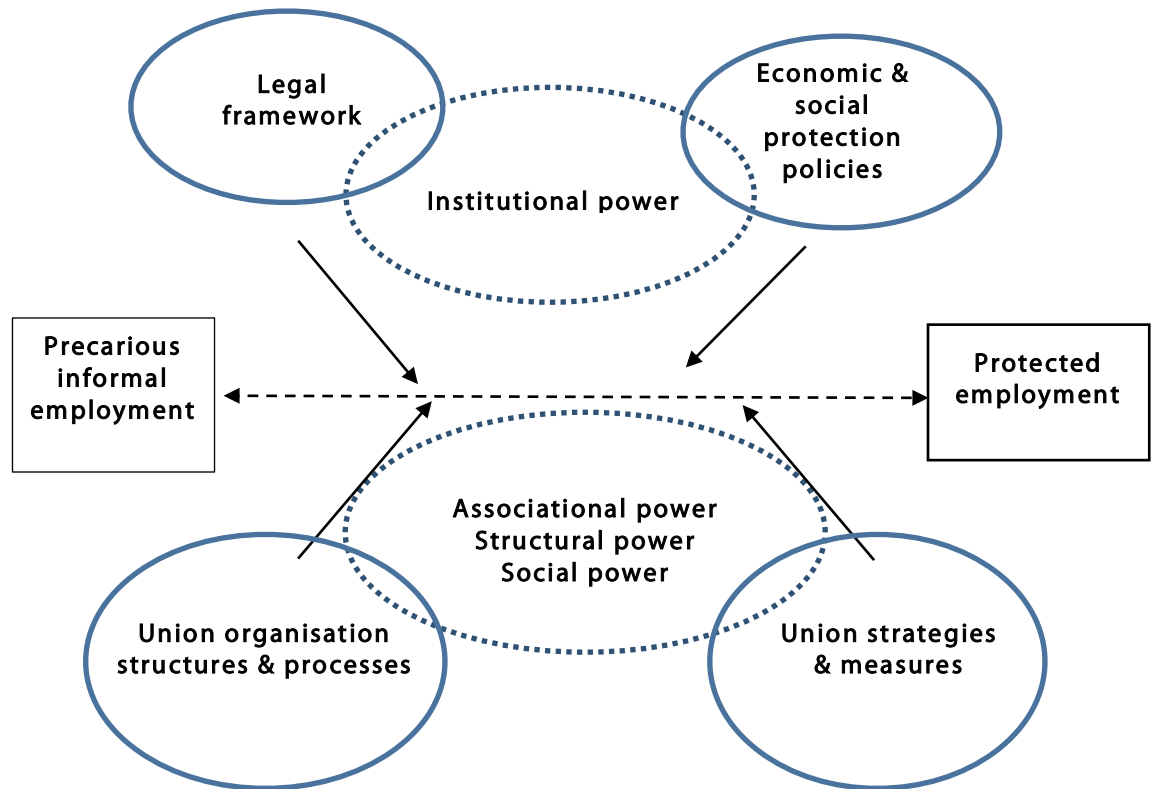 Legal
framework
Economic &
social
protection
policies
Institutional power
Precarious
informal
employment
Protected
employment
Associational power
Structural power
Social power
Union organisation
structures & processes
Union strategies
& measures